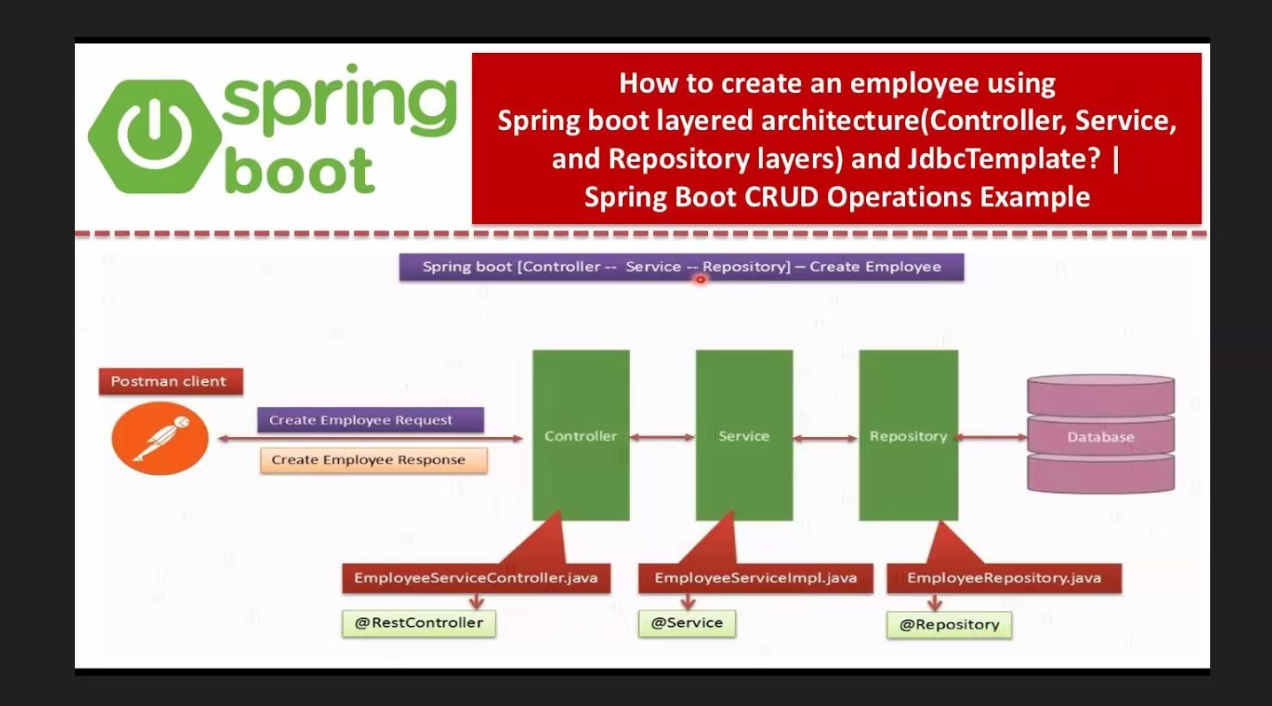 spring
boot
How to create an employee using
Spring boot layered architecture(Controller, Service,
and Repository layers) and JdbcTemplate? |
Spring Boot CRUD Operations Example
Spring boot [Controller -- Service -- Repository] – Create Employee
Postman client
Create Employee Request
Create Employee Response
Controller
Service
Repository
Database
EmployeeServiceController.java
EmployeeServiceImpl.java
EmployeeRepository.java
@RestController
@Service
@Repository